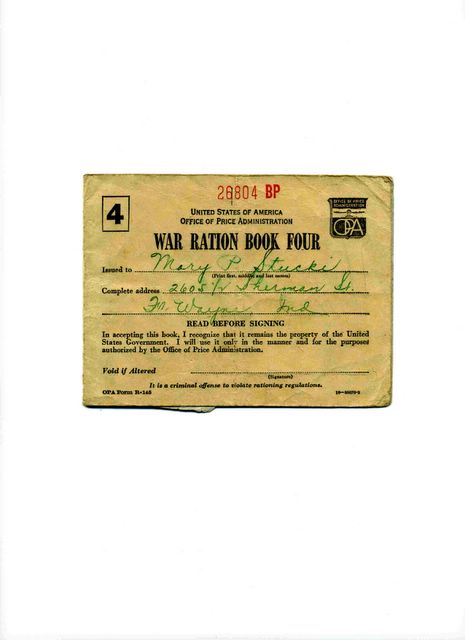 26804 BP
4
UNITED STATES OF AMERICA
OFFICE OF PRICE ADMINISTRATION
OFFICE OF PRICE
ADMINISTRATION
OPA
WAR RATION BOOK FOUR
Issued to Mary P Stucki
(Print first, middle, and last names)
Complete address 2605 N Sherman St.
Ft. Wayne, Ind
READ BEFORE SIGNING
In accepting this book, I recognize that it remains the property of the United
States Government. I will use it only in the manner and for the purposes
authorized by the Office of Price Administration.
Void if Altered
(Signature)
It is a criminal offense to violate rationing regulations.
OPA Form R-145